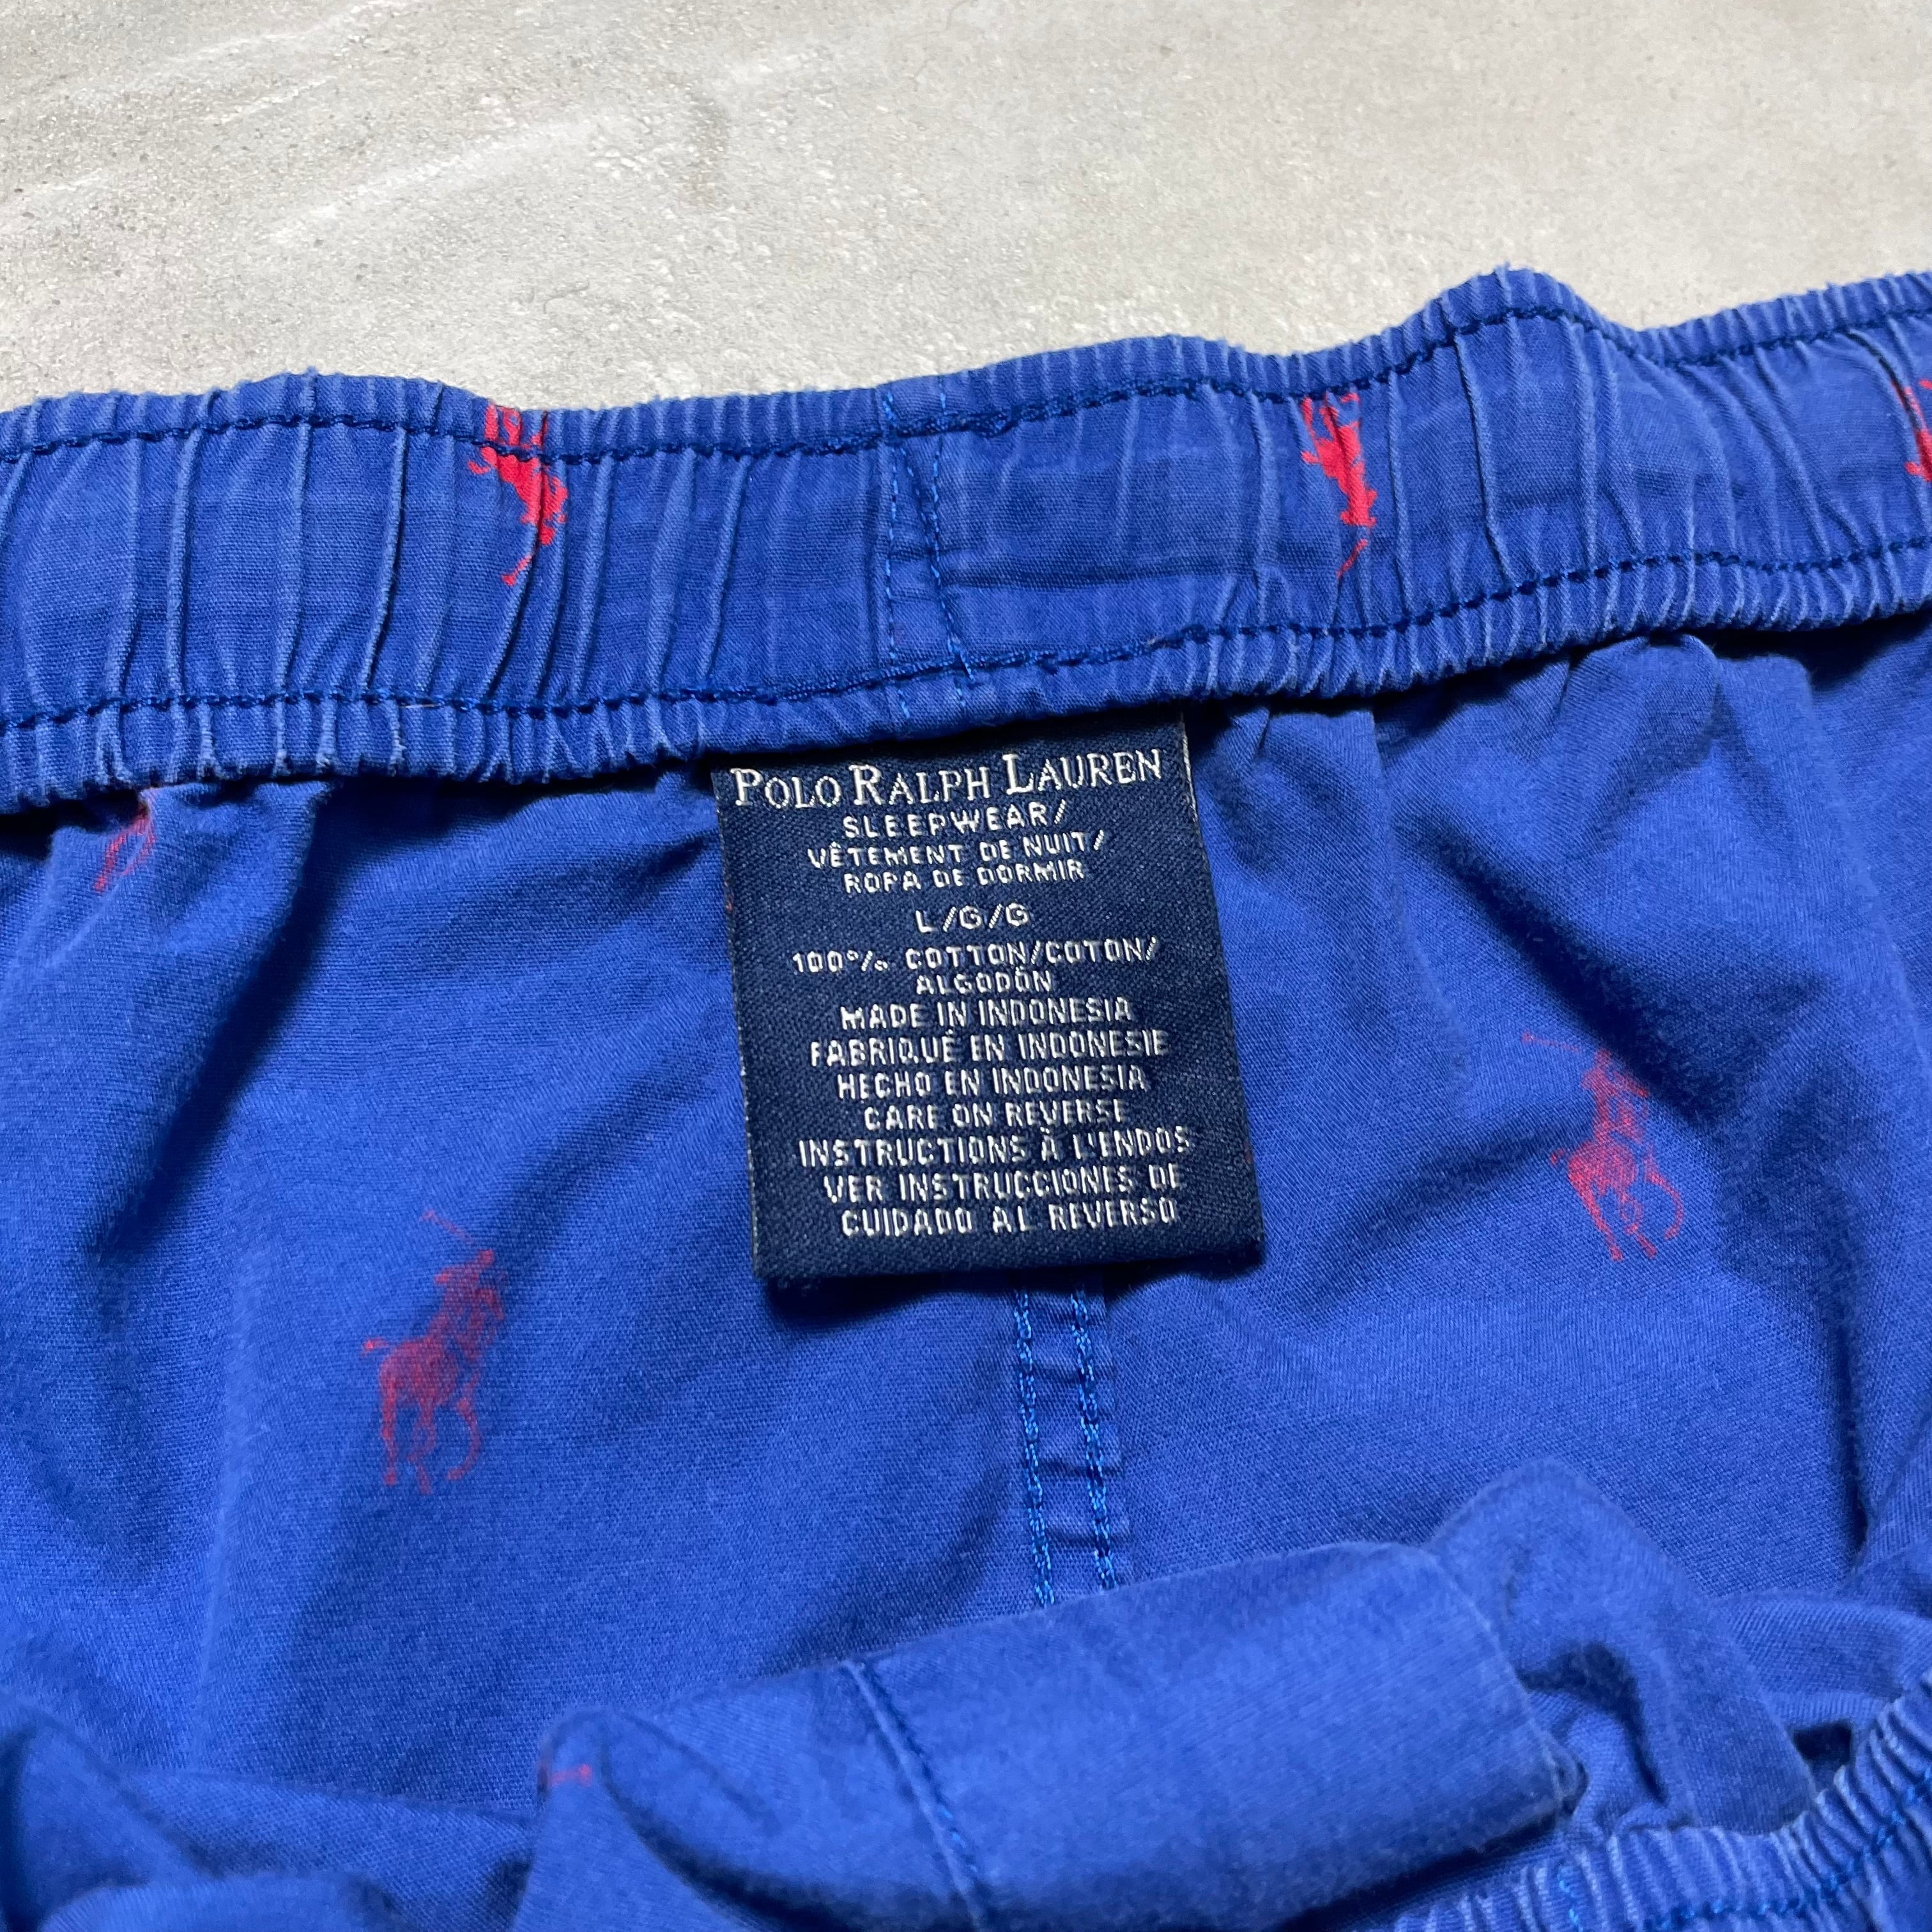 POLO RALPH LAUREN
SLEEPWEAR/
VÊTEMENT DE NUIT/
ROPA DE DORMIR
L/G/G
100% COTTON/COTON/
ALGODÓN
MADE IN INDONESIA
FABRIQUÉ EN INDONESIE
HECHO EN INDONESIA
CARE ON REVERSE
INSTRUCTIONS À L'ENDOS
VER INSTRUCCIONES DE
CUIDADO AL REVERSO